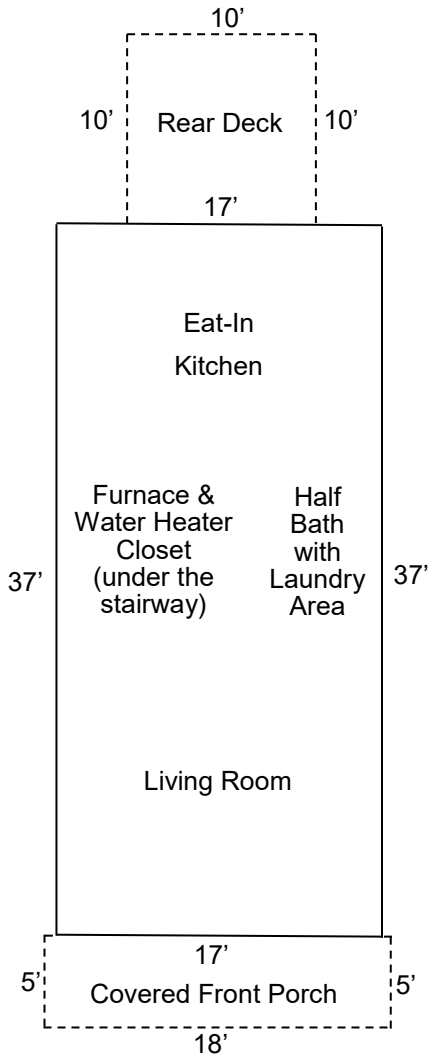 10’
10’
Rear Deck
10’
17’
Eat-In
Kitchen
Furnace &
Water Heater
Closet
(under the
stairway)
Half
Bath
with
Laundry
Area
37’
37’
Living Room
17’
5’
Covered Front Porch
5’
18’